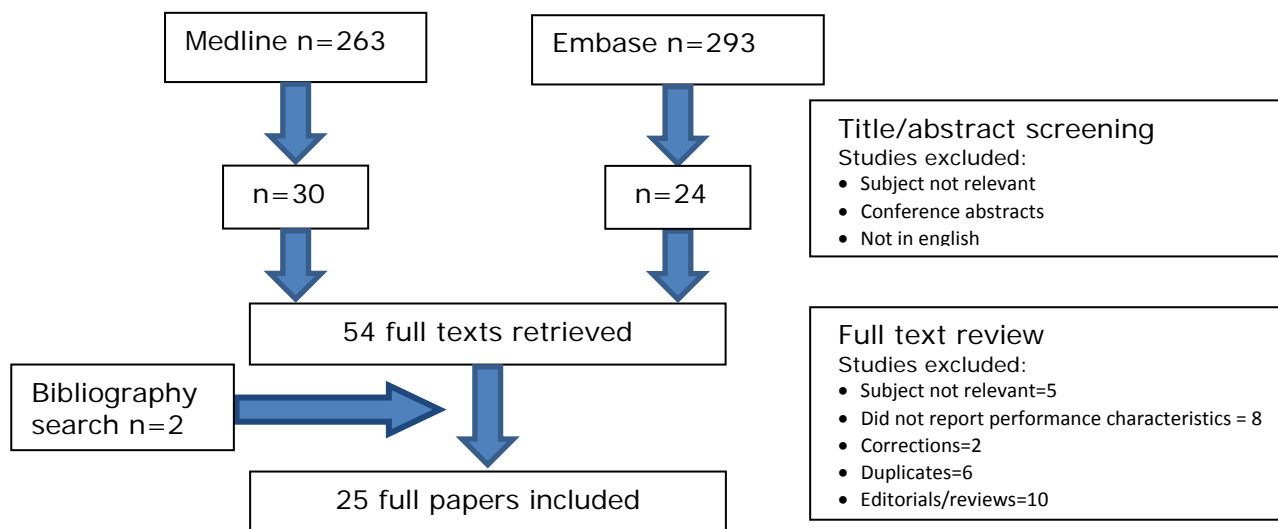 Medline n=263
Embase n=293
Title/abstract screening
Studies excluded:
• Subject not relevant
• Conference abstracts
• Not in english
n=30
n=24
54 full texts retrieved
Bibliography
search n=2
Full text review
Studies excluded:
• Subject not relevant=5
• Did not report performance characteristics = 8
• Corrections=2
• Duplicates=6
• Editorials/reviews=10
25 full papers included